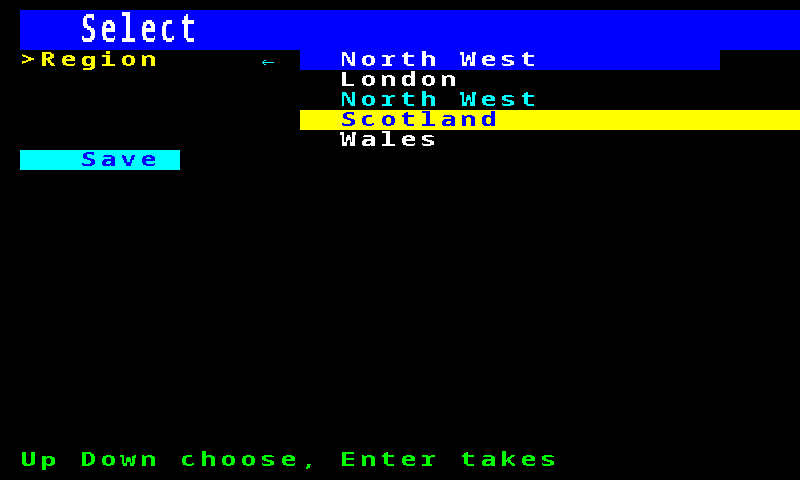 Select
>Region ← North West
London
North West
Scotland
Wales
Save
Up Down choose, Enter takes